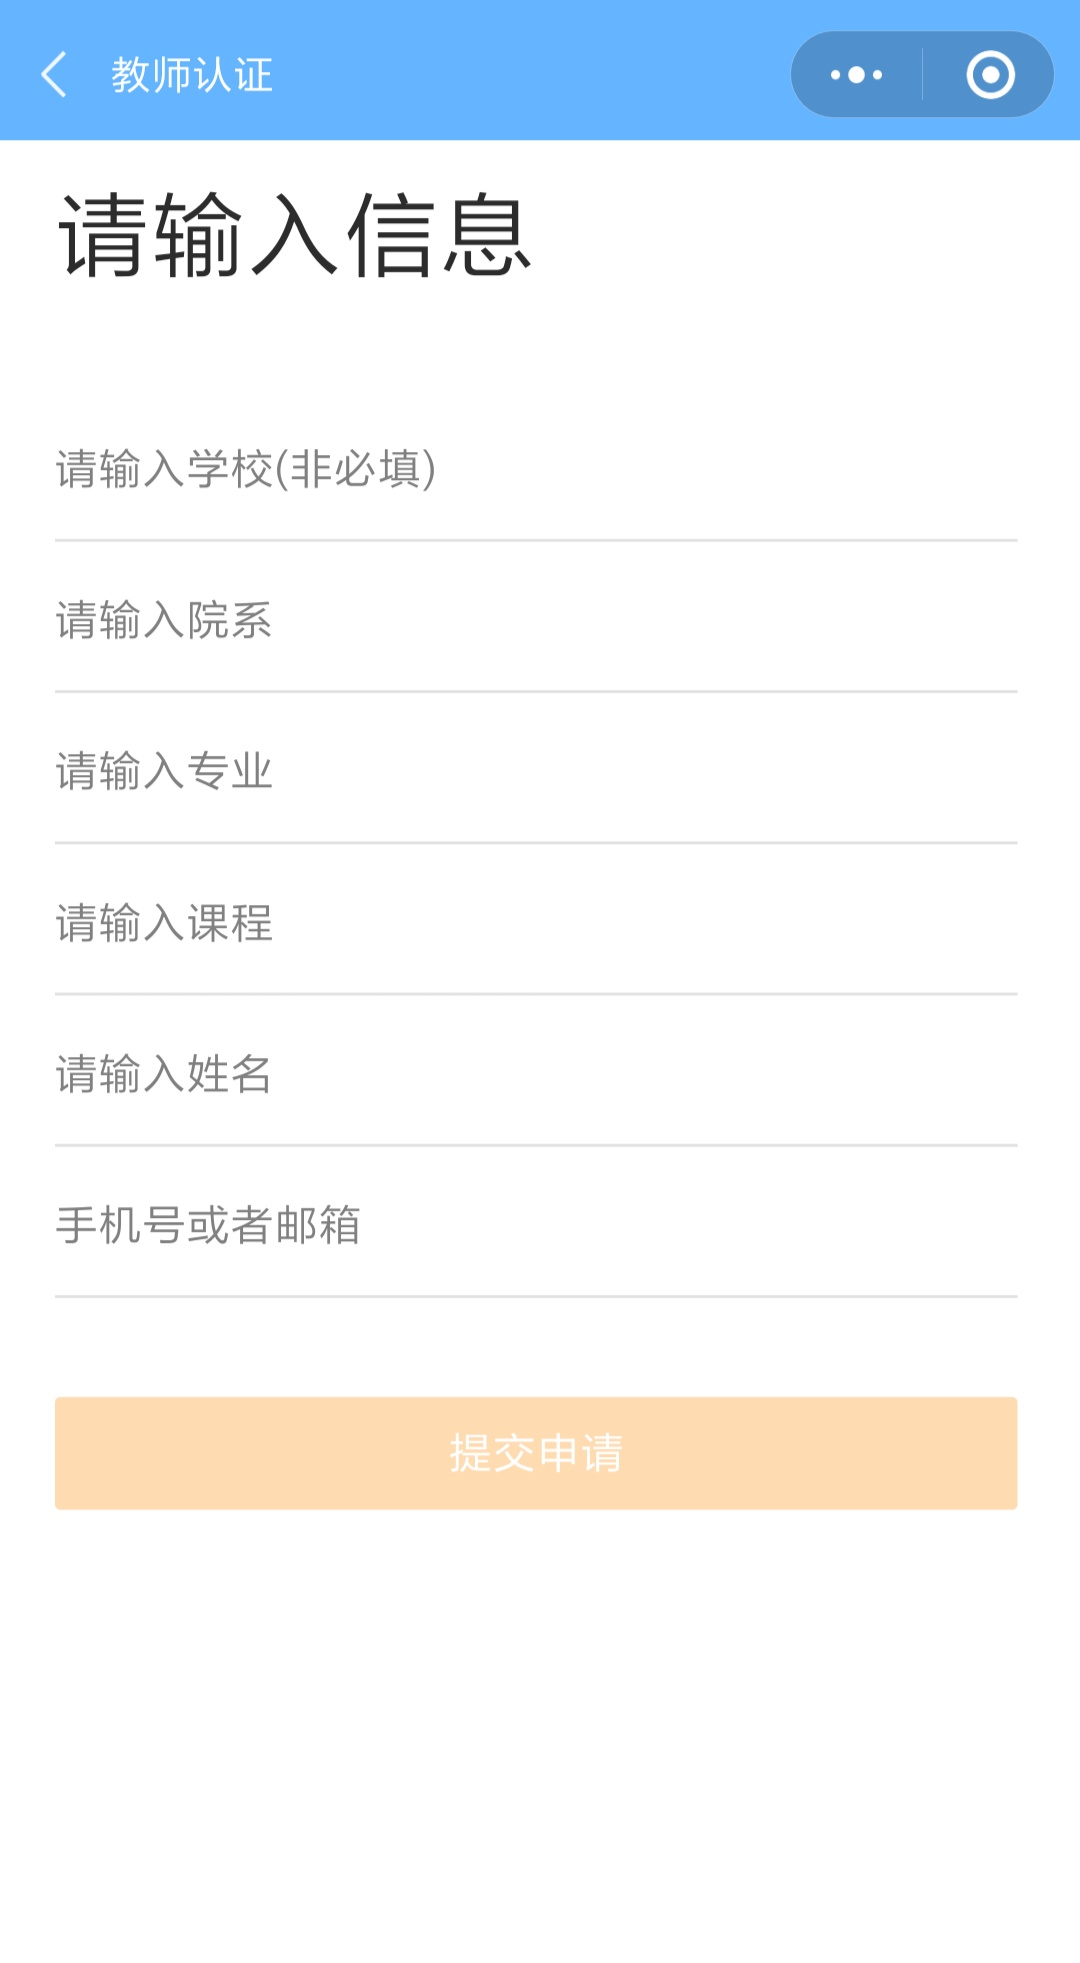 教师认证
请输入信息
请输入学校(非必填)
请输入院系
请输入专业
请输入课程
请输入姓名
手机号或者邮箱
提交申请